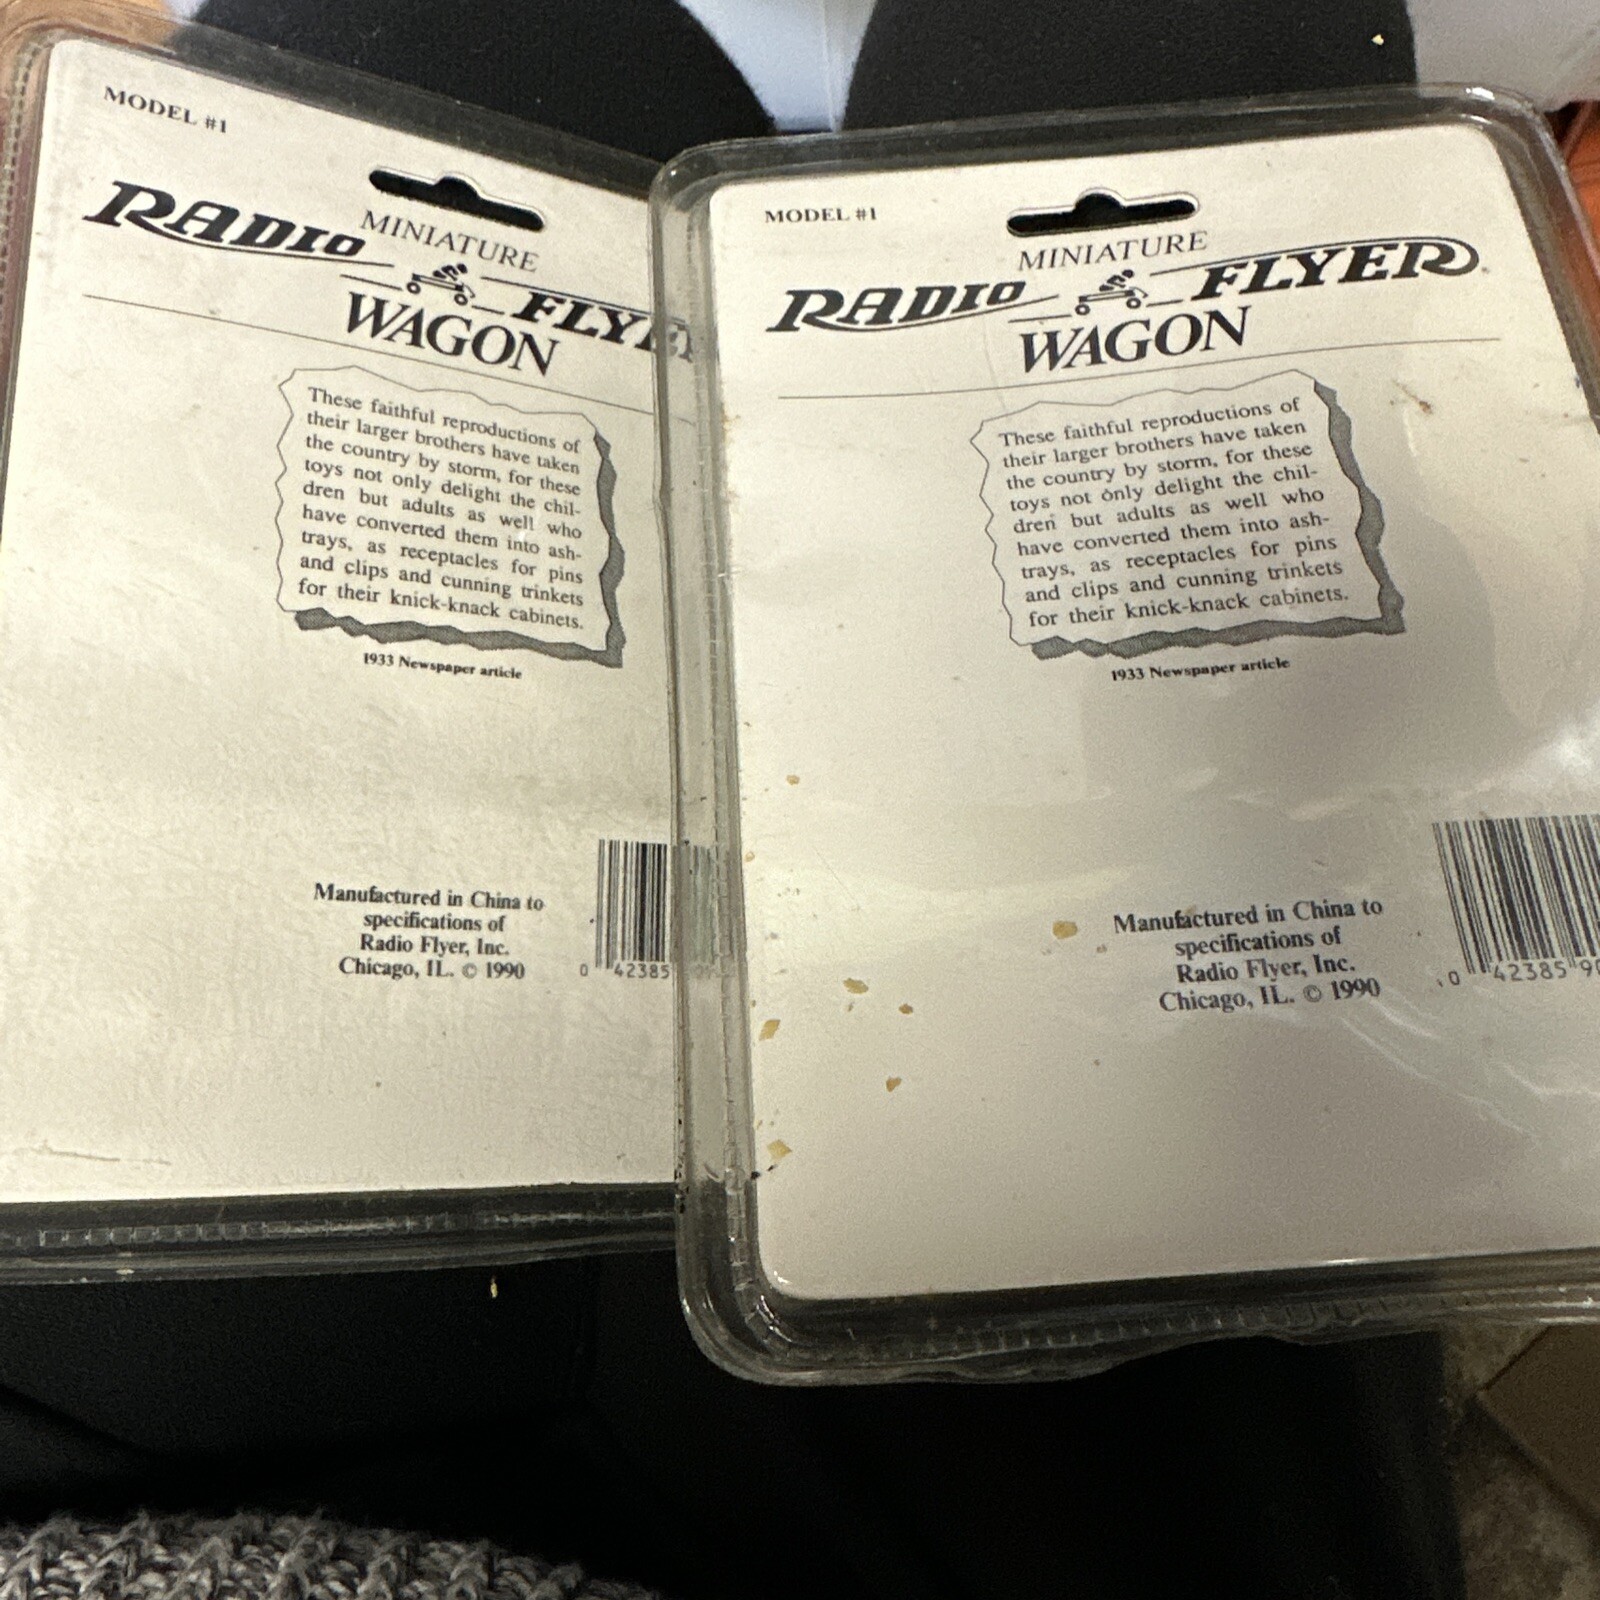 MODEL #1
MINIATURE
RADIO FLYER
WAGON
These faithful reproductions of
their larger brothers have taken
the country by storm, for these
toys not only delight the chil-
dren but adults as well who
have converted them into ash-
trays, as receptacles for pins
and clips and cunning trinkets
for their knick-knack cabinets.
1933 Newspaper article
Manufactured in China to
specifications of
Radio Flyer, Inc.
Chicago, IL. © 1990
0 42385
MODEL #1
MINIATURE
RADIO FLYER
WAGON
These faithful reproductions of
their larger brothers have taken
the country by storm, for these
toys not only delight the chil-
dren but adults as well who
have converted them into ash-
trays, as receptacles for pins
and clips and cunning trinkets
for their knick-knack cabinets.
1933 Newspaper article
Manufactured in China to
specifications of
Radio Flyer, Inc.
Chicago, IL. © 1990
0 42385 90